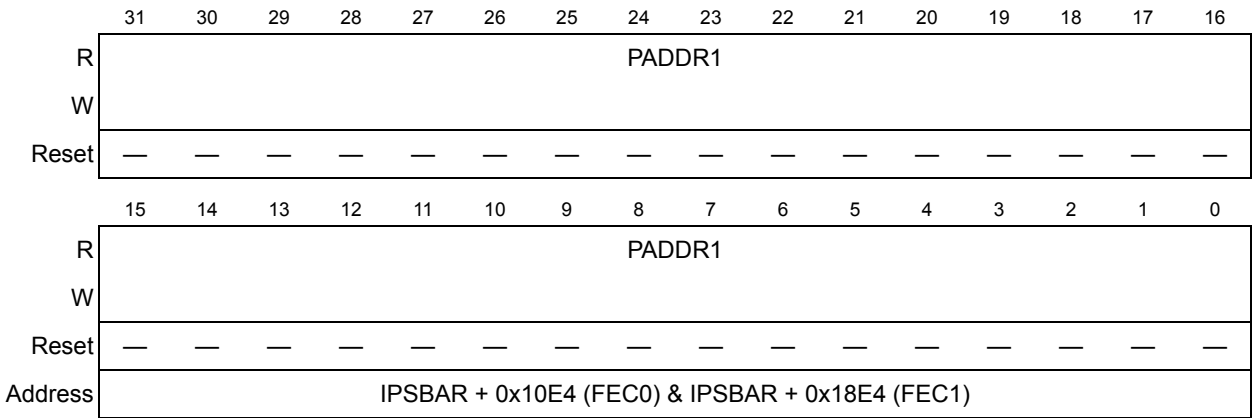 31 30 29 28 27 26 25 24 23 22 21 20 19 18 17 16
R PADDR1
W
Reset — — — — — — — — — — — — — — — —
15 14 13 12 11 10 9 8 7 6 5 4 3 2 1 0
R PADDR1
W
Reset — — — — — — — — — — — — — — — —
Address IPSBAR + 0x10E4 (FEC0) & IPSBAR + 0x18E4 (FEC1)